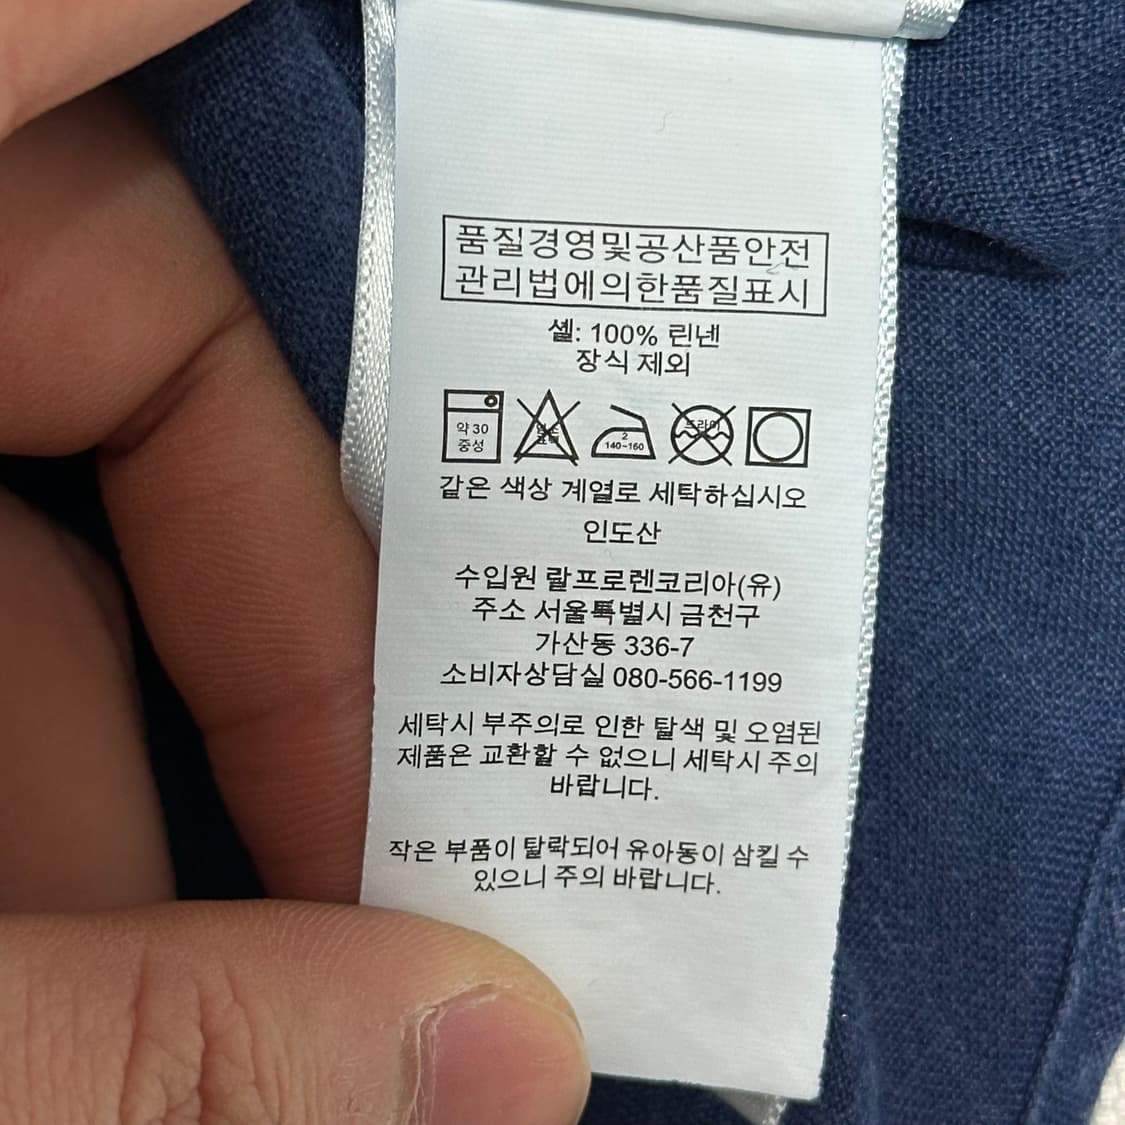 품질경영및공산품안전
관리법에의한품질표시
셸: 100% 린넨
장식 제외
약 30
중성
2
140~160
드라이
같은 색상 계열로 세탁하십시오
인도산
수입원 랄프로렌코리아(유)
주소 서울특별시 금천구
가산동 336-7
소비자상담실 080-566-1199
세탁시 부주의로 인한 탈색 및 오염된
제품은 교환할 수 없으니 세탁시 주의
바랍니다.
작은 부품이 탈락되어 유아동이 삼킬 수
있으니 주의 바랍니다.